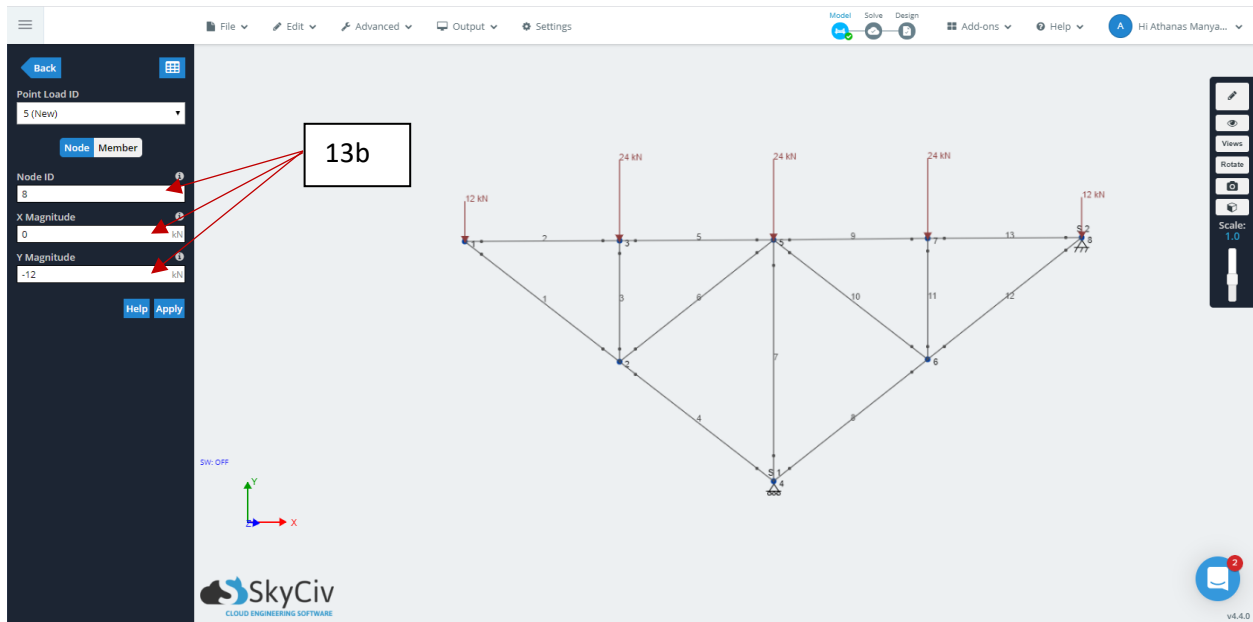 File Edit Advanced Output Settings
Model Solve Design
Add-ons Help A Hi Athanas Manya...
Back
Point Load ID
5 (New)
Node Member
Node ID
8
X Magnitude
0 kN
Y Magnitude
-12 kN
Help Apply
13b
24 kN 24 kN 24 kN
12 kN 12 kN
S 2
1 2 3 5 5 9 7 13 8
1 3 6 10 11 12
2 7 6
4 8
S 1
4
SW: OFF
Y
Z X
SkyCiv
CLOUD ENGINEERING SOFTWARE
Views
Rotate
Scale:
1.0
2
v4.4.0